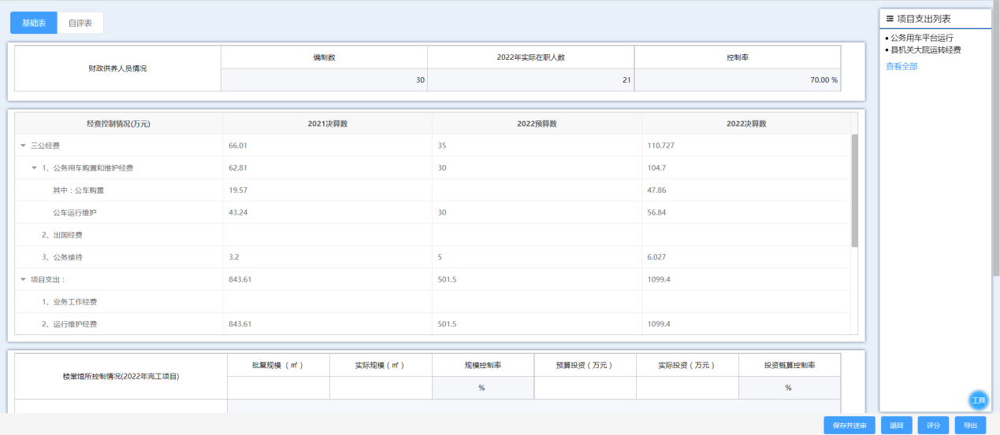 基础表 自评表
财政供养人员情况 编制数 2022年实际在职人数 控制率
30 21 70.00 %
经费控制情况(万元) 2021决算数 2022预算数 2022决算数
三公经费 66.01 35 110.727
1、公务用车购置和维护经费 62.81 30 104.7
其中：公车购置 19.57 47.86
公车运行维护 43.24 30 56.84
2、出国经费
3、公务接待 3.2 5 6.027
项目支出： 843.61 501.5 1099.4
1、业务工作经费
2、运行维护经费 843.61 501.5 1099.4
楼堂馆所控制情况(2022年完工项目) 批复规模（㎡） 实际规模（㎡） 规模控制率 预算投资（万元） 实际投资（万元） 投资概算控制率
% %
项目支出列表
公务用车平台运行
县机关大院运转经费
查看全部
工具
保存并送审 退回 评分 导出